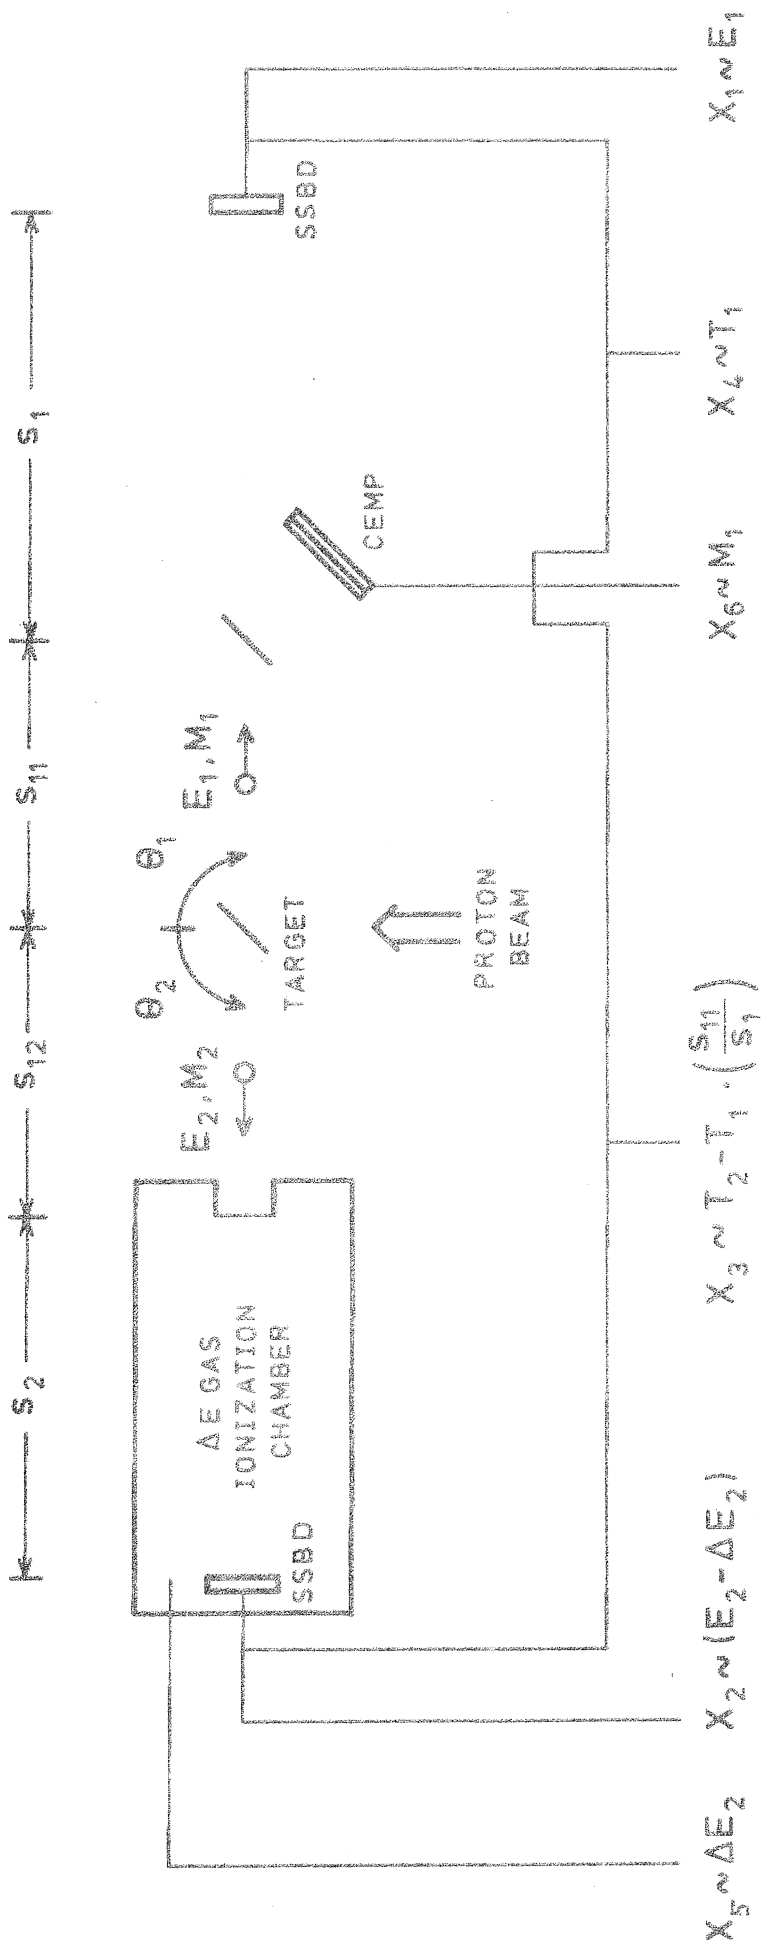 S₂
S₁₂
S₁₁
S₁
θ₂
θ₁
E₂,M₂
E₁,M₁
ΔE GAS
IONIZATION
CHAMBER
SSBD
TARGET
CEMP
SSBD
PROTON
BEAM
X₅~ΔE₂
X₂~(E₂-ΔE₂)
X₃~T₂-T₁·(S₁₁/S₁)
X₆~M₁
X₄~T₁
X₁~E₁